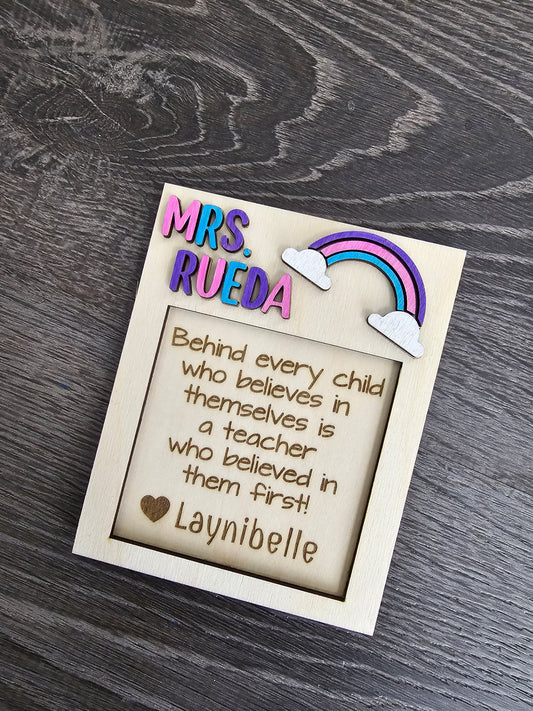 MRS.
RUEDA
Behind every child
who believes in
themselves is
a teacher
who believed in
them first!
Laynibelle